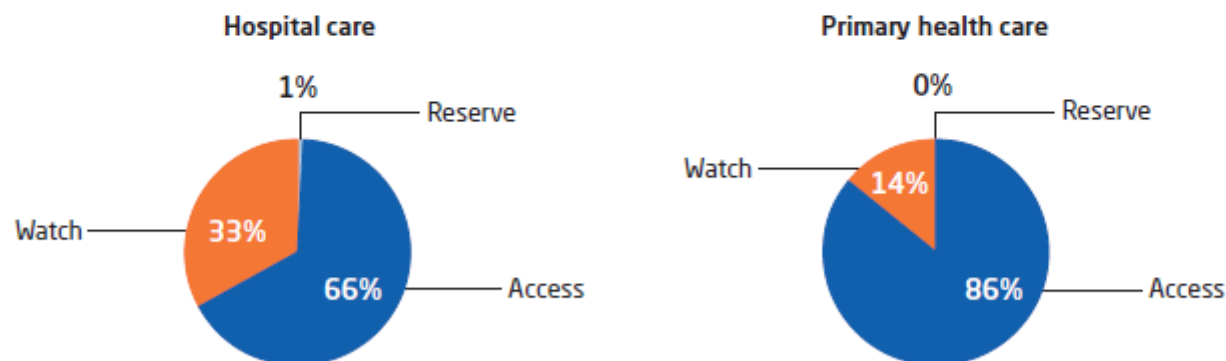 Hospital care
1%
Reserve
Watch
33%
66%
Access
Primary health care
0%
Reserve
Watch
14%
86%
Access